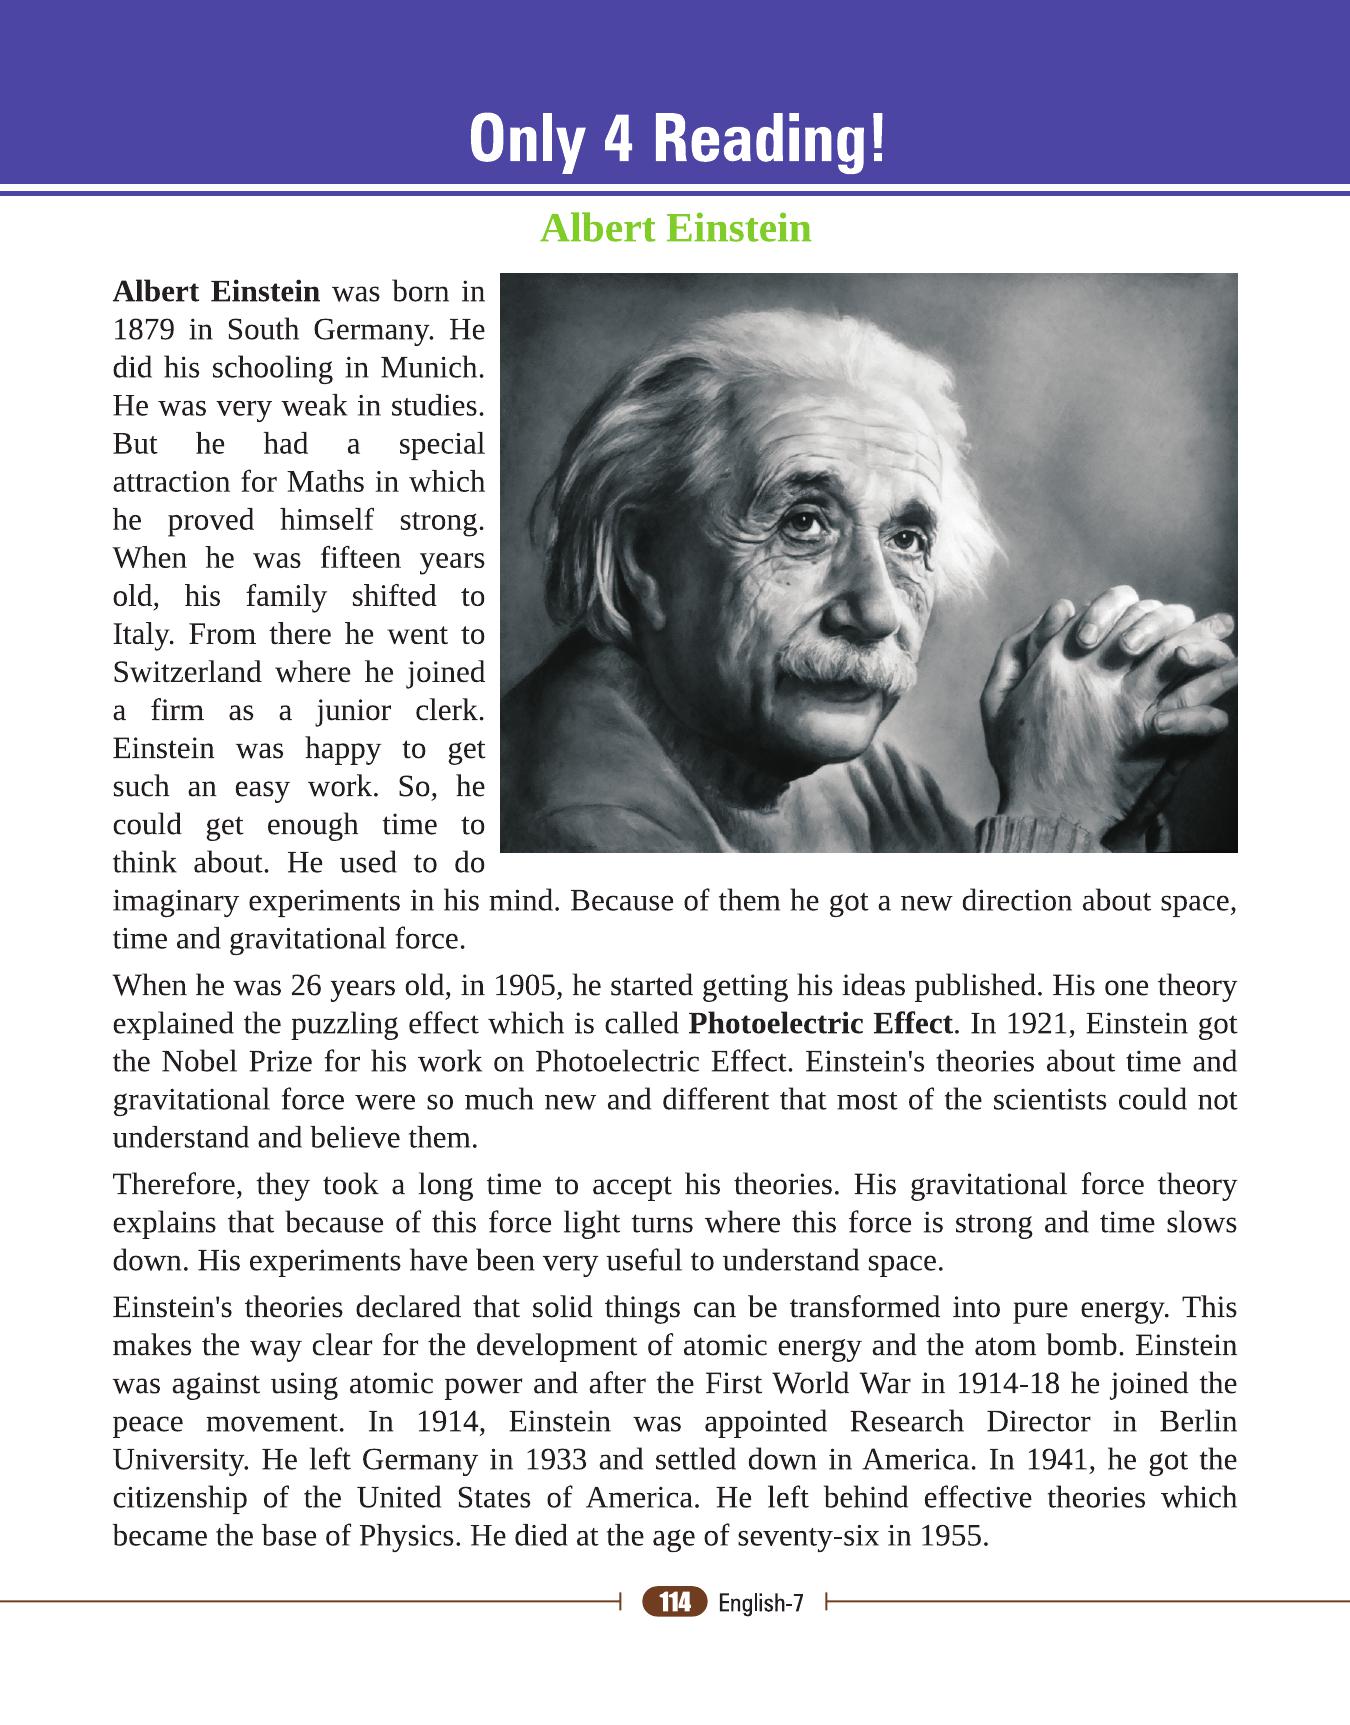 Only 4 Reading!
Albert Einstein
Albert Einstein was born in
1879 in South Germany. He
did his schooling in Munich.
He was very weak in studies.
But he had a special
attraction for Maths in which
he proved himself strong.
When he was fifteen years
old, his family shifted to
Italy. From there he went to
Switzerland where he joined
a firm as a junior clerk.
Einstein was happy to get
such an easy work. So, he
could get enough time to
think about. He used to do
imaginary experiments in his mind. Because of them he got a new direction about space,
time and gravitational force.
When he was 26 years old, in 1905, he started getting his ideas published. His one theory
explained the puzzling effect which is called Photoelectric Effect. In 1921, Einstein got
the Nobel Prize for his work on Photoelectric Effect. Einstein's theories about time and
gravitational force were so much new and different that most of the scientists could not
understand and believe them.
Therefore, they took a long time to accept his theories. His gravitational force theory
explains that because of this force light turns where this force is strong and time slows
down. His experiments have been very useful to understand space.
Einstein's theories declared that solid things can be transformed into pure energy. This
makes the way clear for the development of atomic energy and the atom bomb. Einstein
was against using atomic power and after the First World War in 1914-18 he joined the
peace movement. In 1914, Einstein was appointed Research Director in Berlin
University. He left Germany in 1933 and settled down in America. In 1941, he got the
citizenship of the United States of America. He left behind effective theories which
became the base of Physics. He died at the age of seventy-six in 1955.
114 English-7